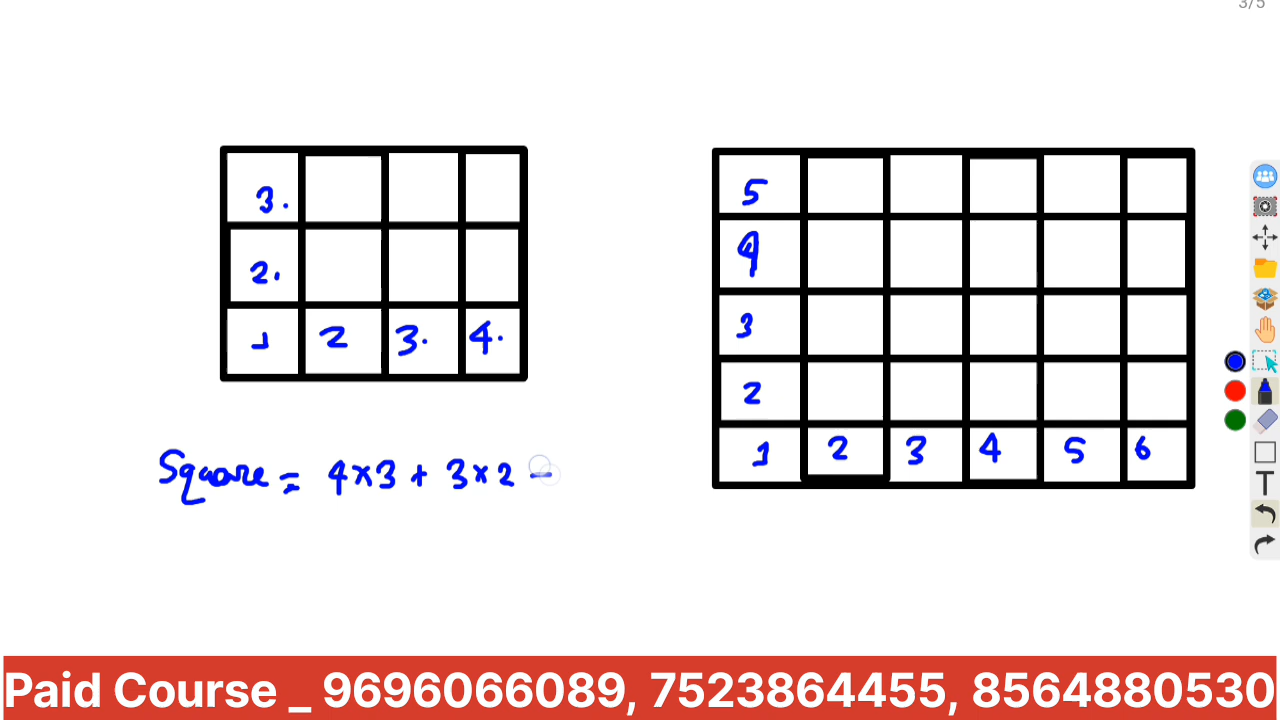 3/5
3.
2.
1 2 3. 4.
5
4
3
2
1 2 3 4 5 6
Square = 4×3 + 3×2
T
Paid Course _ 9696066089, 7523864455, 8564880530